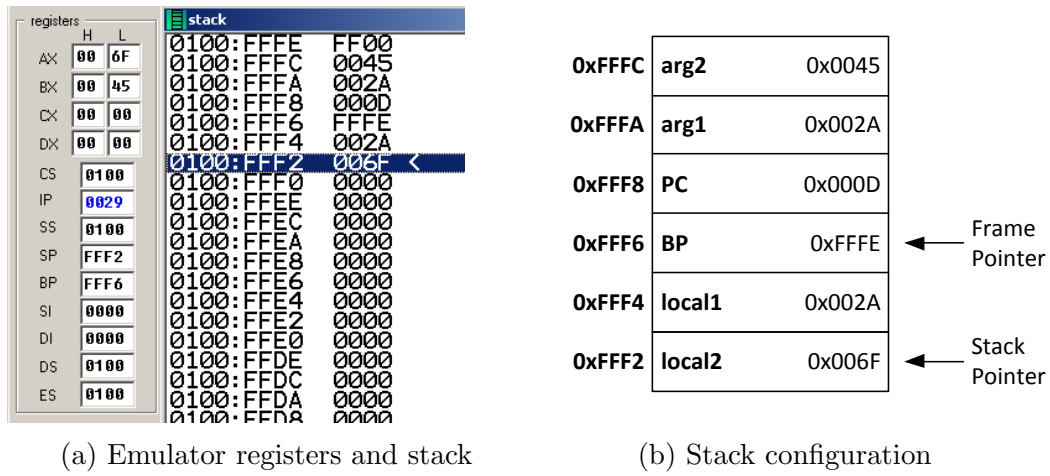 registers
H L
AX 00 6F
BX 00 45
CX 00 00
DX 00 00
CS 0100
IP 0029
SS 0100
SP FFF2
BP FFF6
SI 0000
DI 0000
DS 0100
ES 0100
stack
0100:FFFE FF00
0100:FFFC 0045
0100:FFFA 002A
0100:FFF8 000D
0100:FFF6 FFFE
0100:FFF4 002A
0100:FFF2 006F <
0100:FFF0 0000
0100:FFEE 0000
0100:FFEC 0000
0100:FFEA 0000
0100:FFE8 0000
0100:FFE6 0000
0100:FFE4 0000
0100:FFE2 0000
0100:FFE0 0000
0100:FFDE 0000
0100:FFDC 0000
0100:FFDA 0000
0100:FFD8 0000
(a) Emulator registers and stack
0xFFFC arg2 0x0045
0xFFFA arg1 0x002A
0xFFF8 PC 0x000D
0xFFF6 BP 0xFFFE
Frame
Pointer
0xFFF4 local1 0x002A
0xFFF2 local2 0x006F
Stack
Pointer
(b) Stack configuration